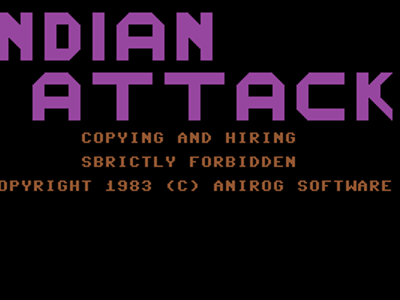 NDIAN
ATTACK
COPYING AND HIRING
SBRICTLY FORBIDDEN
OPYRIGHT 1983 (C) ANIROG SOFTWARE